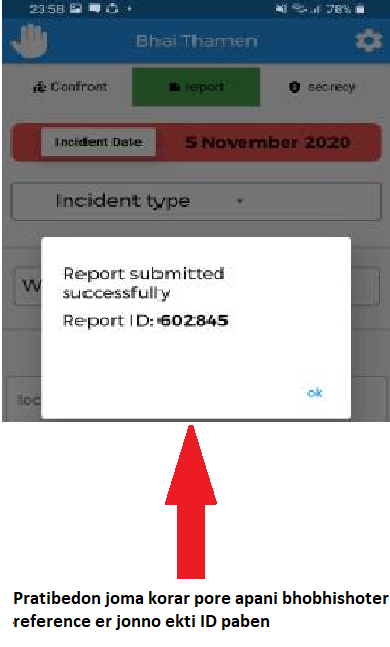 23:58 78%
Bhai Thamen
Confront report secrecy
Incident Date 5 November 2020
Incident type
W
Report submitted
successfully
Report ID: 602845
ok
loc
Pratibedon joma korar pore apani bhobhishoter
reference er jonno ekti ID paben